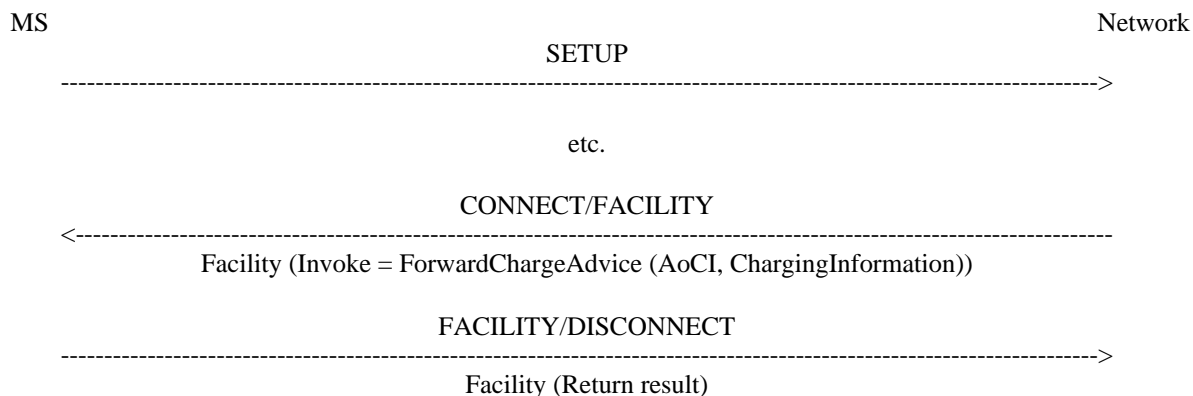 MS Network
SETUP
------------------------------------------------------------------------------------------------------------------------>
etc.
CONNECT/FACILITY
<------------------------------------------------------------------------------------------------------------------------
Facility (Invoke = ForwardChargeAdvice (AoCI, ChargingInformation))
FACILITY/DISCONNECT
------------------------------------------------------------------------------------------------------------------------>
Facility (Return result)